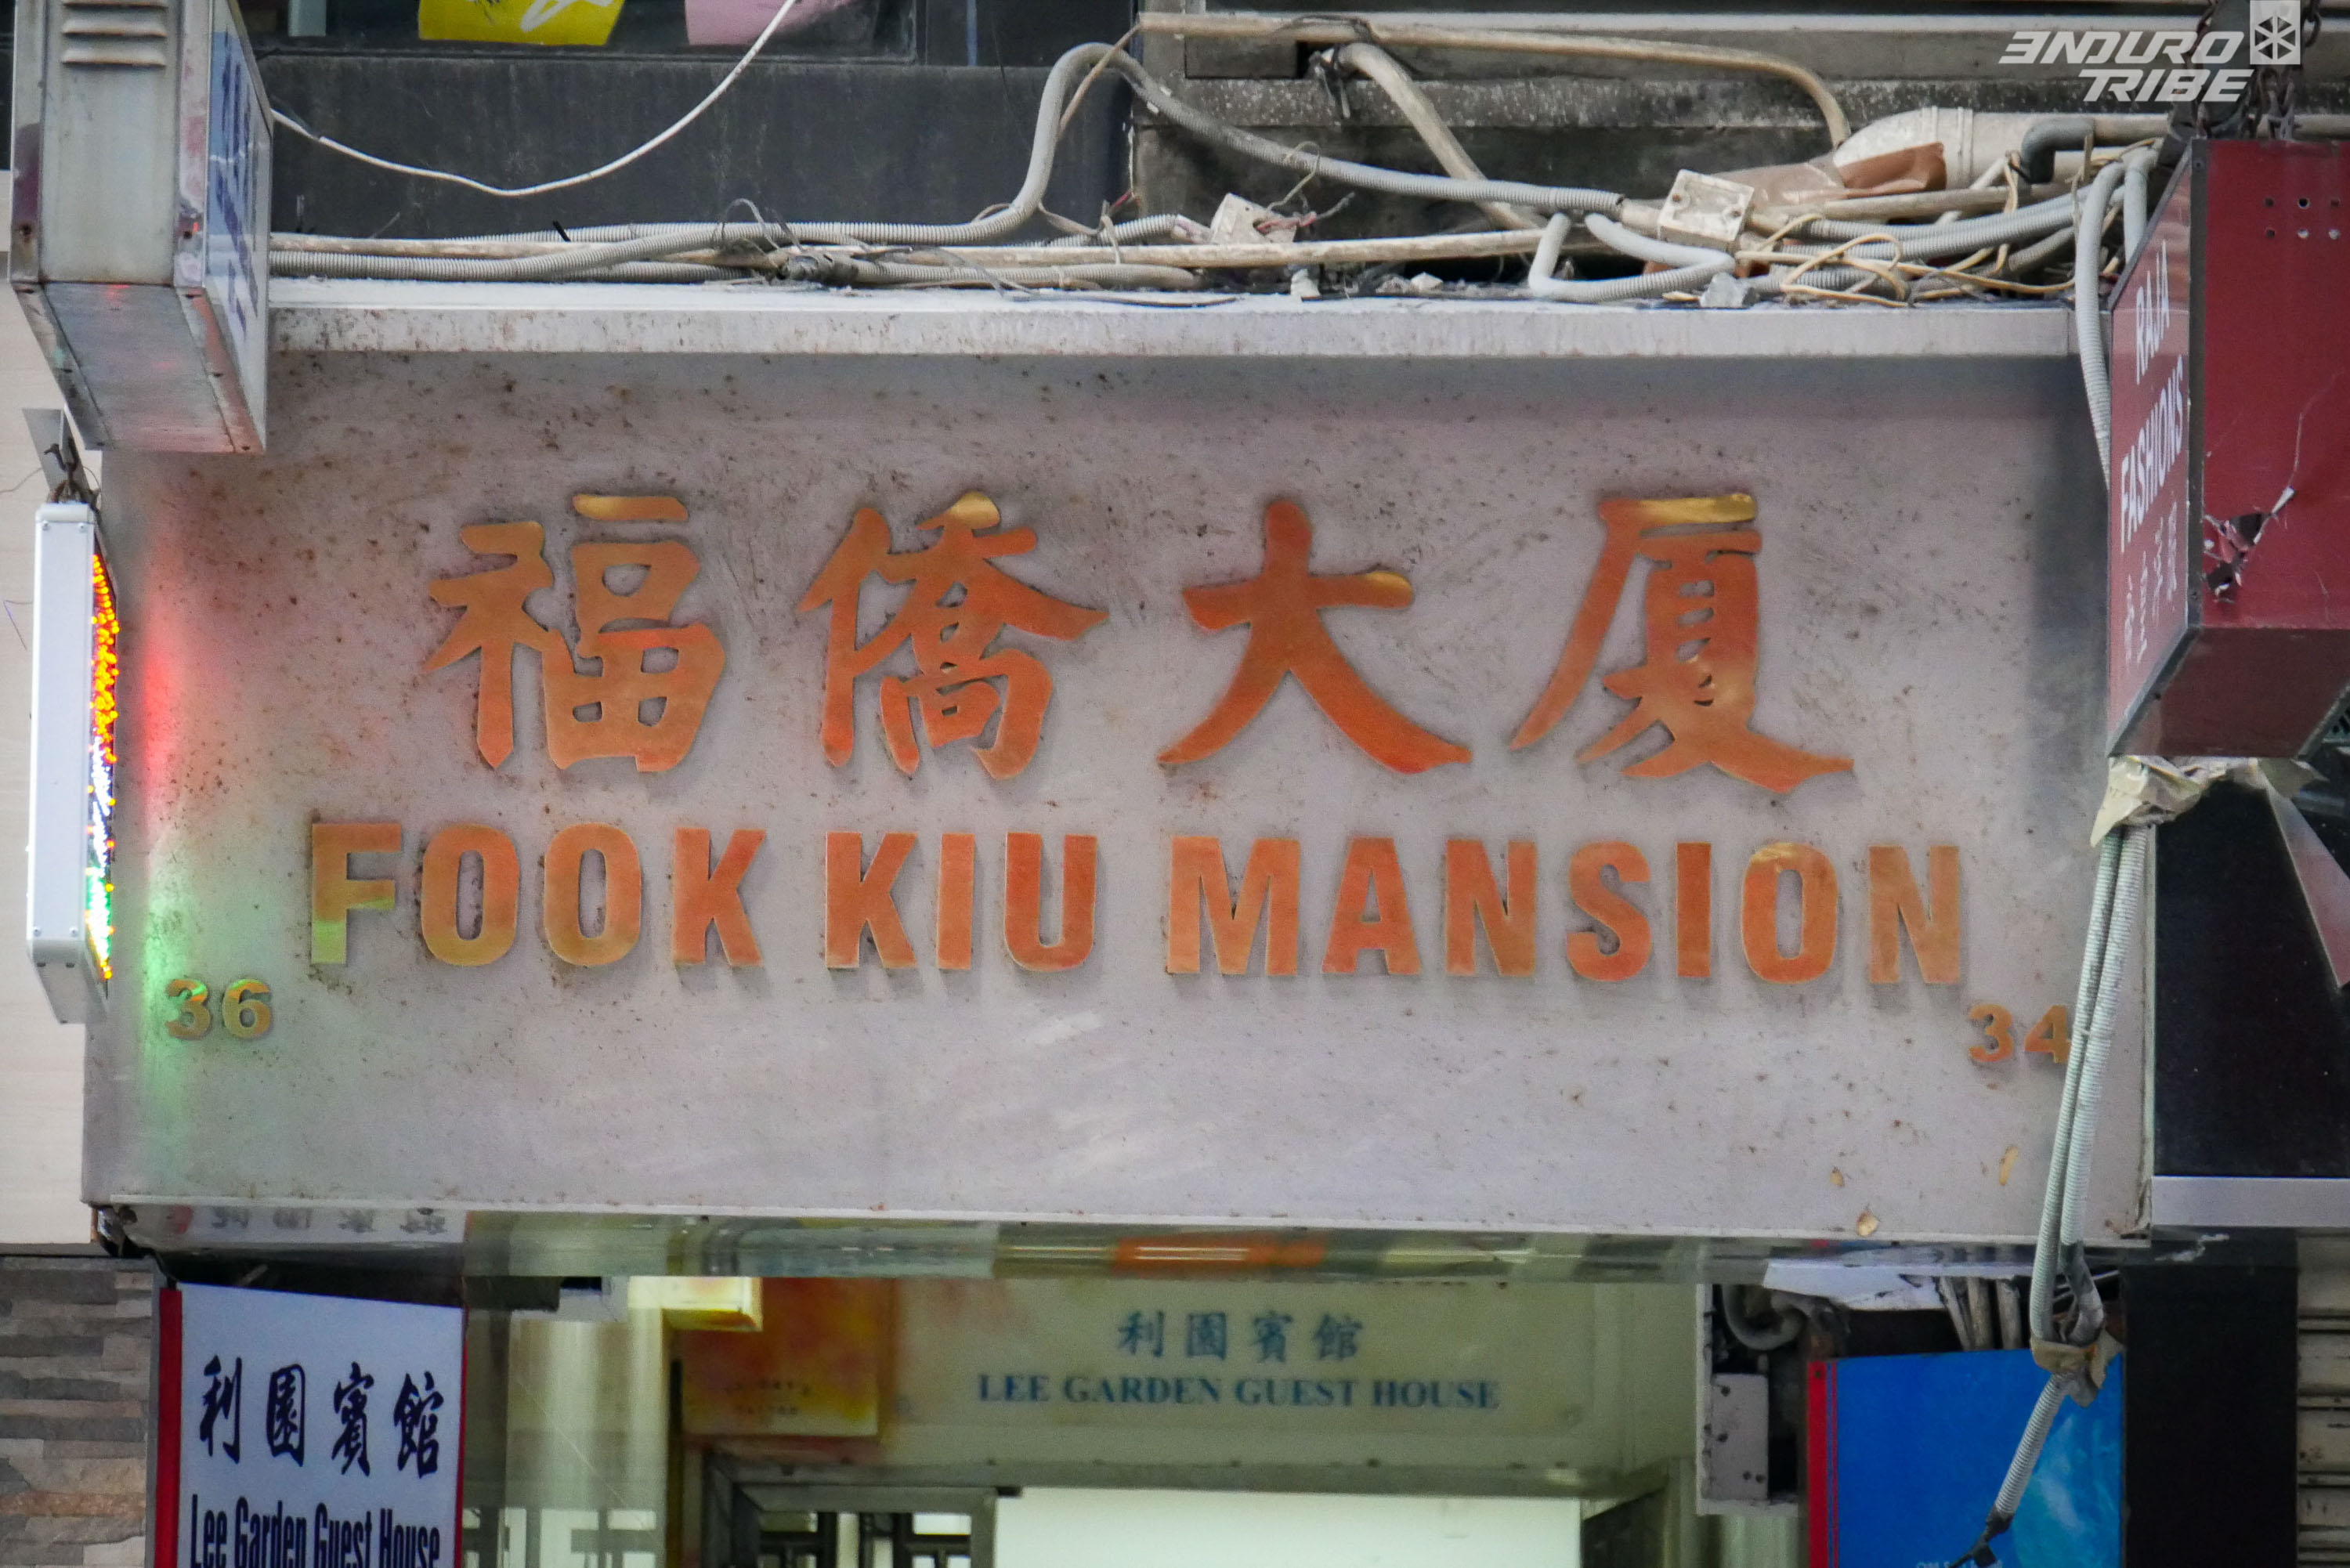 ENDURO
TRIBE
RAJA
FASHIONS
福僑大厦
FOOK KIU MANSION
36
34
利園賓館
LEE GARDEN GUEST HOUSE
利園賓館
Lee Garden Guest House